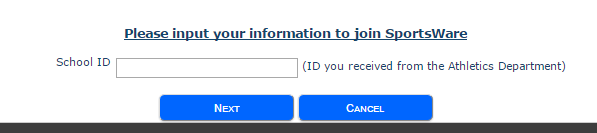 Please input your information to join SportsWare
School ID (ID you received from the Athletics Department)
Next Cancel